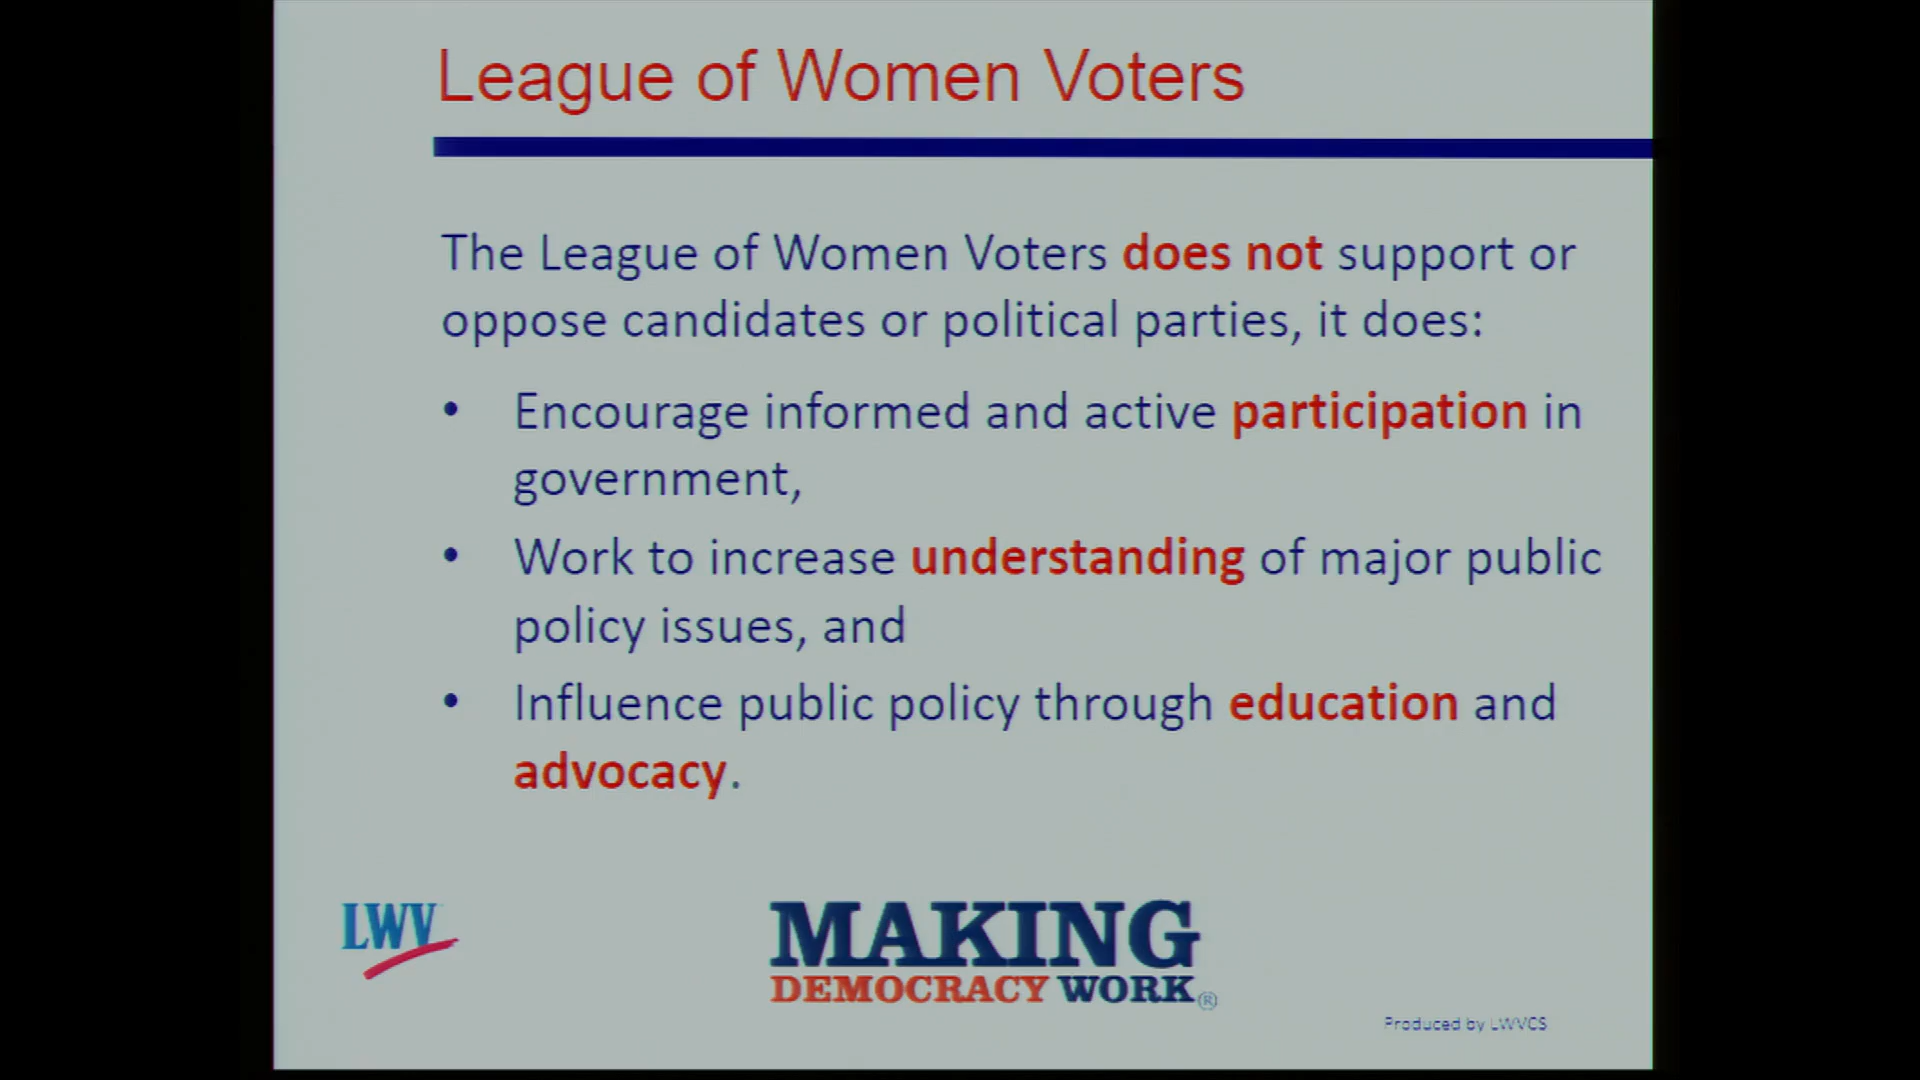 League of Women Voters
The League of Women Voters does not support or
oppose candidates or political parties, it does:
• Encourage informed and active participation in
government,
• Work to increase understanding of major public
policy issues, and
• Influence public policy through education and
advocacy.
LWV
MAKING
DEMOCRACY WORK®
Produced by LWVCS